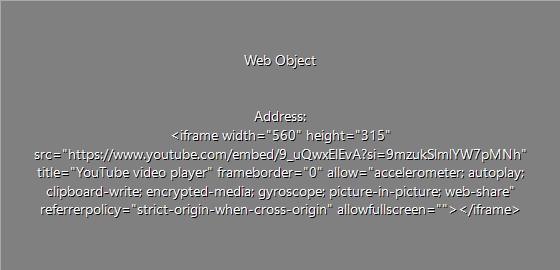 Web Object
Address:
<iframe width="560" height="315"
src="https://www.youtube.com/embed/9_uQwxElEvA?si=9mzukSlmlYW7pMNh"
title="YouTube video player" frameborder="0" allow="accelerometer; autoplay;
clipboard-write; encrypted-media; gyroscope; picture-in-picture; web-share"
referrerpolicy="strict-origin-when-cross-origin" allowfullscreen=""></iframe>